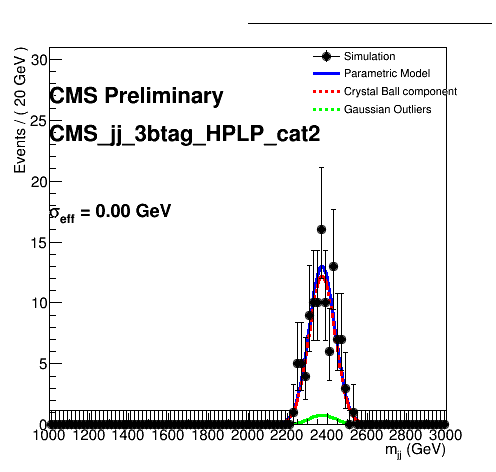 Events / ( 20 GeV )
30
25
20
15
10
5
0
CMS Preliminary
CMS_jj_3btag_HPLP_cat2
σeff = 0.00 GeV
Simulation
Parametric Model
Crystal Ball component
Gaussian Outliers
1000 1200 1400 1600 1800 2000 2200 2400 2600 2800 3000
mjj (GeV)